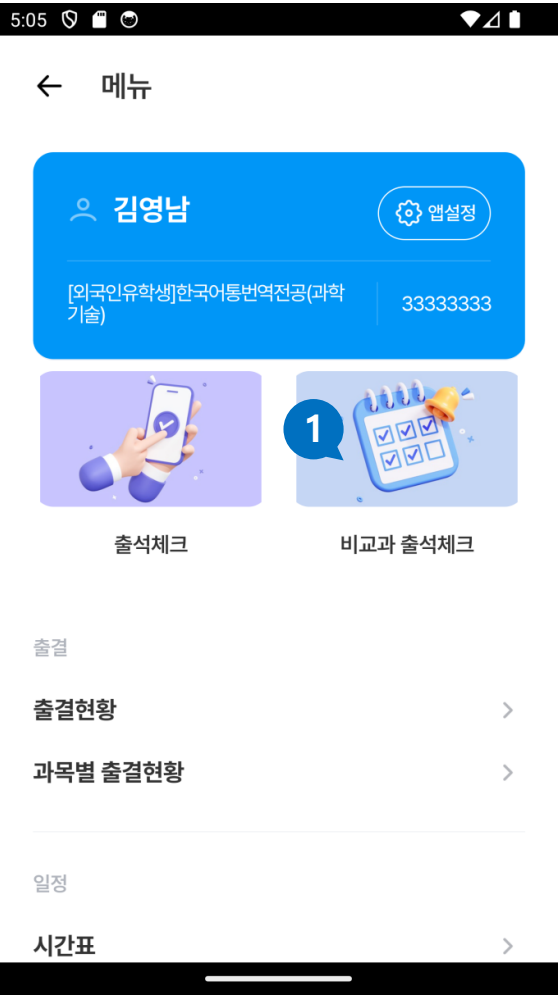 5:05
메뉴
김영남
앱설정
[외국인유학생]한국어통번역전공(과학
기술)
33333333
1
출석체크
비교과 출석체크
출결
출결현황
과목별 출결현황
일정
시간표